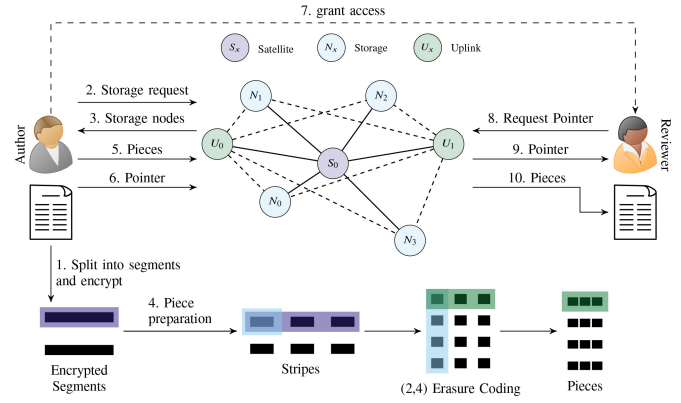 7. grant access
S_x Satellite
N_x Storage
U_x Uplink
2. Storage request
3. Storage nodes
5. Pieces
6. Pointer
Author
N_1
N_2
U_0
S_0
U_1
N_0
N_3
8. Request Pointer
9. Pointer
10. Pieces
Reviewer
1. Split into segments
and encrypt
4. Piece
preparation
Encrypted
Segments
Stripes
(2,4) Erasure Coding
Pieces